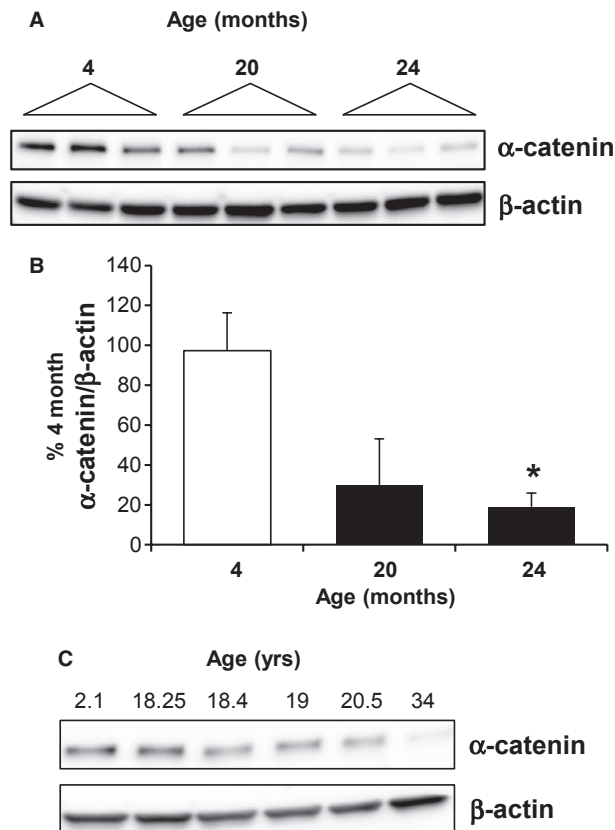 A Age (months)
4 20 24
α-catenin
β-actin
B
140
120
100
80
60
40
20
0
% 4 month
α-catenin/β-actin
*
4 20 24
Age (months)
C Age (yrs)
2.1 18.25 18.4 19 20.5 34
α-catenin
β-actin